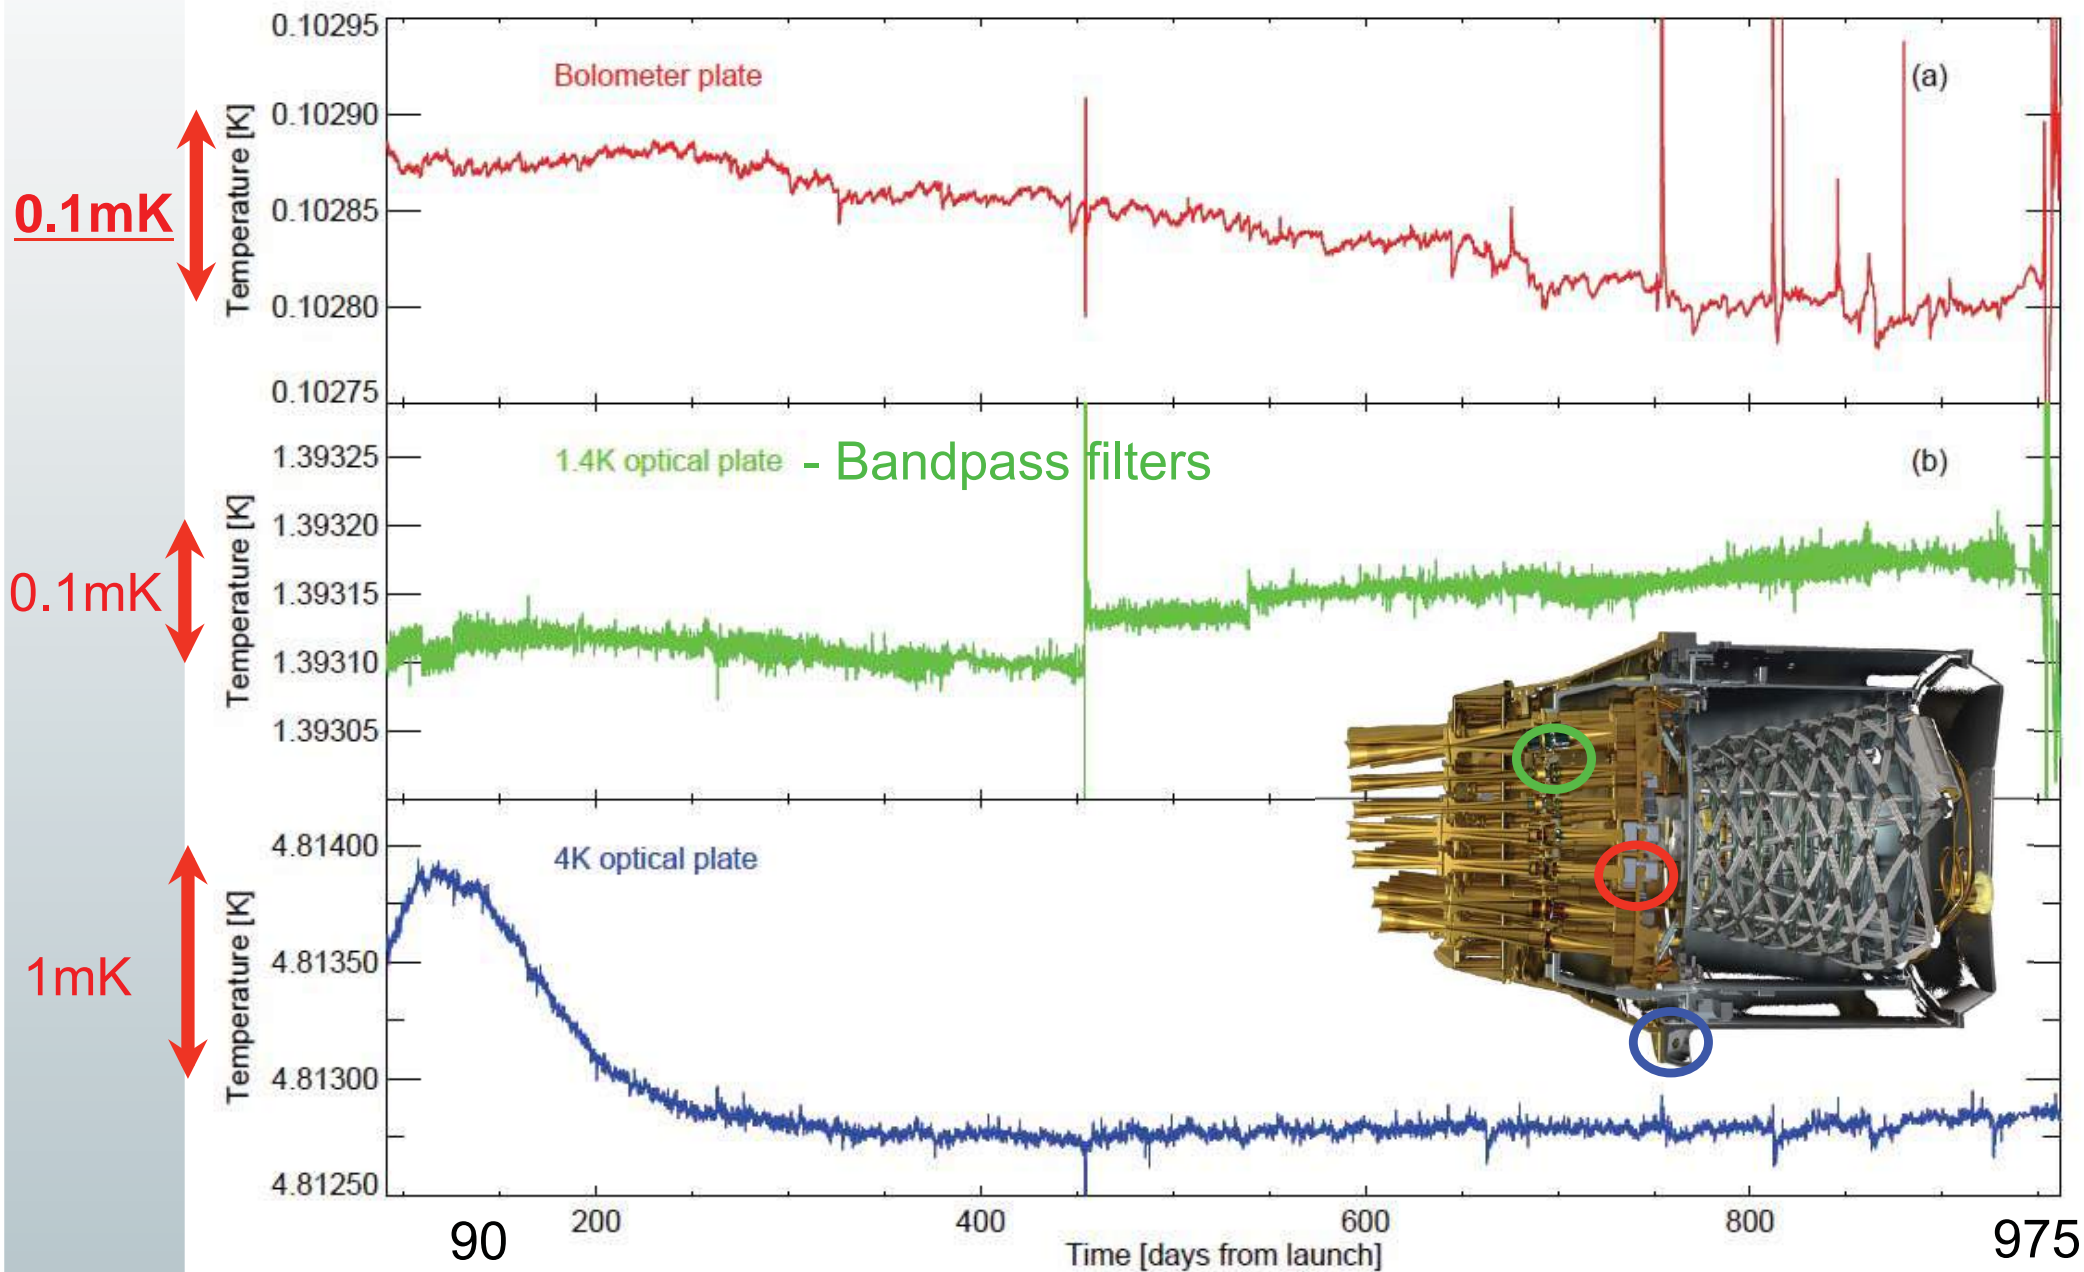 0.10295
Bolometer plate
(a)
0.10290
0.1mK
Temperature [K]
0.10285
0.10280
0.10275
1.39325
1.4K optical plate - Bandpass filters
(b)
1.39320
0.1mK
Temperature [K]
1.39315
1.39310
1.39305
4.81400
4K optical plate
1mK
Temperature [K]
4.81350
4.81300
4.81250
90 200 400 600 800 975
Time [days from launch]